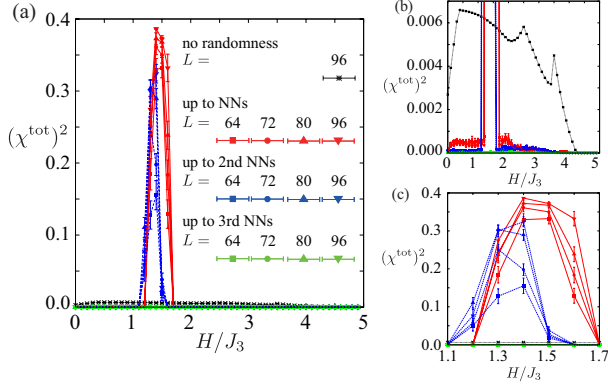 (a)
(χ^tot)^2
0.4
0.3
0.2
0.1
0.0
0 1 2 3 4 5
H/J_3
no randomness
L = 96
up to NNs
L = 64 72 80 96
up to 2nd NNs
L = 64 72 80 96
up to 3rd NNs
L = 64 72 80 96
(b)
(χ^tot)^2
0.006
0.004
0.002
0.000
0 1 2 3 4 5
H/J_3
(c)
(χ^tot)^2
0.4
0.3
0.2
0.1
0.0
1.1 1.3 1.5 1.7
H/J_3